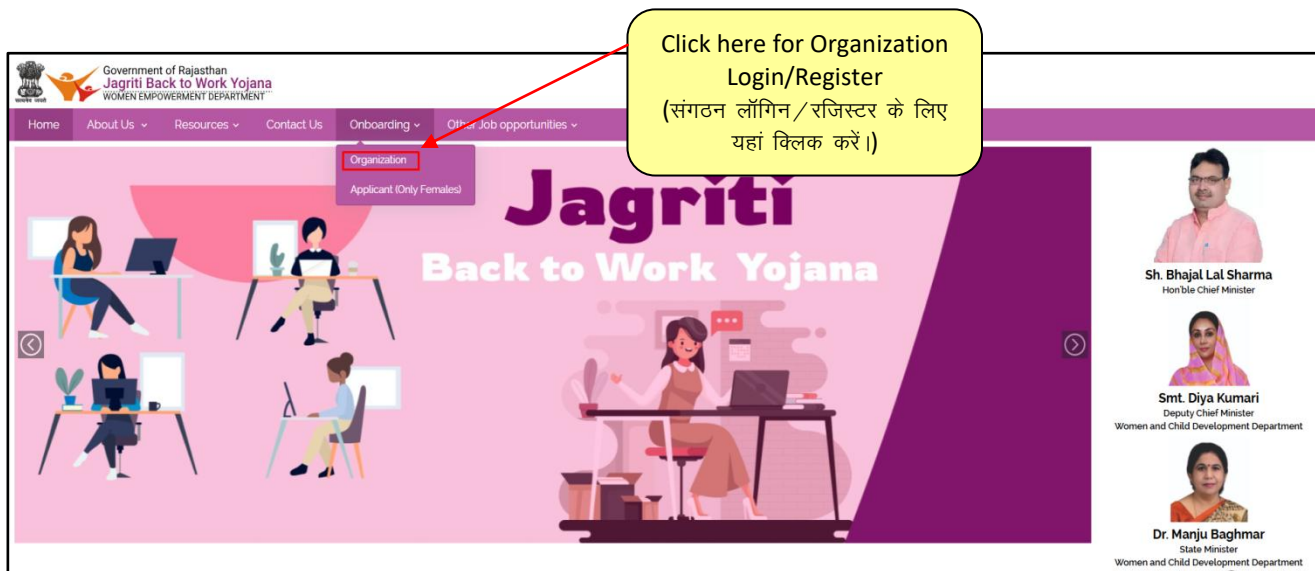 Click here for Organization
Login/Register
(संगठन लॉगिन/रजिस्टर के लिए
यहां क्लिक करें।)
सत्यमेव जयते
Government of Rajasthan
Jagriti Back to Work Yojana
WOMEN EMPOWERMENT DEPARTMENT
Home About Us Resources Contact Us Onboarding Other Job opportunities
Organization
Applicant (Only Females)
Jagriti
Back to Work Yojana
Sh. Bhajal Lal Sharma
Hon'ble Chief Minister
Smt. Diya Kumari
Deputy Chief Minister
Women and Child Development Department
Dr. Manju Baghmar
State Minister
Women and Child Development Department